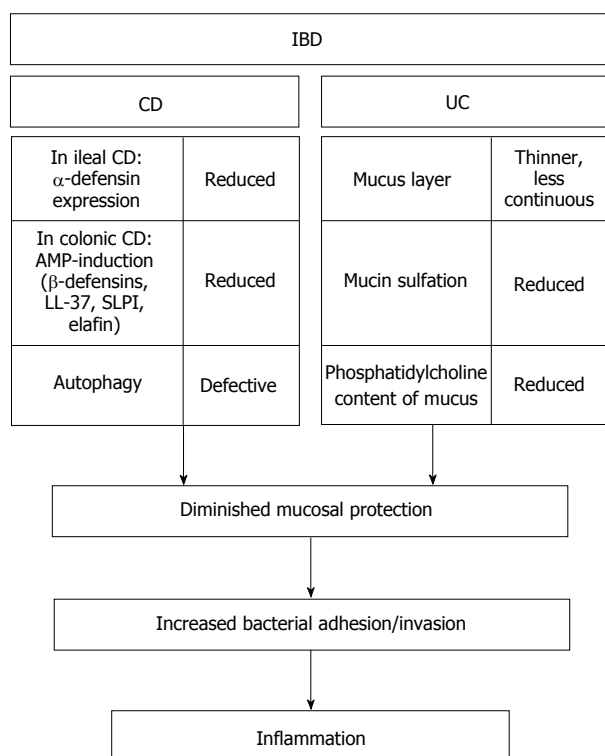 IBD
CD
UC
In ileal CD:
α-defensin
expression
Reduced
In colonic CD:
AMP-induction
(β-defensins,
LL-37, SLPI,
elafin)
Reduced
Autophagy
Defective
Mucus layer
Thinner,
less
continuous
Mucin sulfation
Reduced
Phosphatidylcholine
content of mucus
Reduced
Diminished mucosal protection
Increased bacterial adhesion/invasion
Inflammation